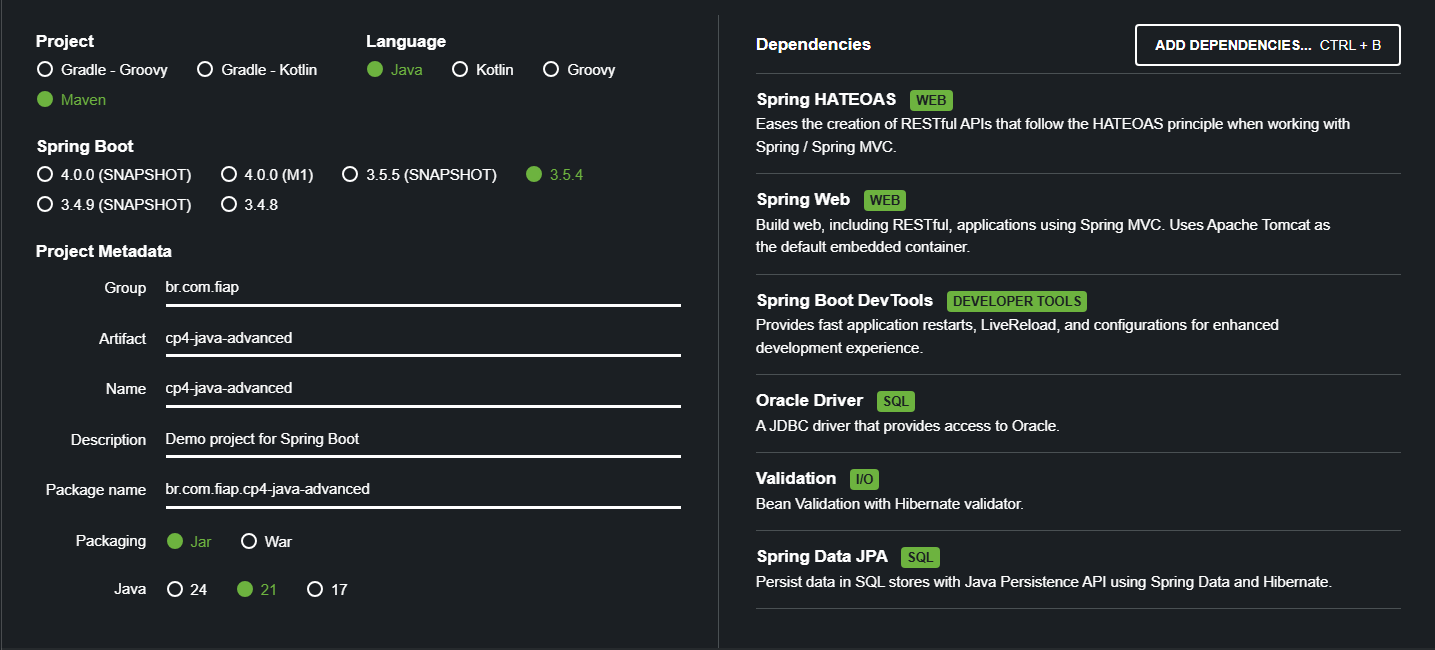 Project
Gradle - Groovy Gradle - Kotlin
Maven
Language
Java Kotlin Groovy
Spring Boot
4.0.0 (SNAPSHOT) 4.0.0 (M1) 3.5.5 (SNAPSHOT) 3.5.4
3.4.9 (SNAPSHOT) 3.4.8
Project Metadata
Group br.com.fiap
Artifact cp4-java-advanced
Name cp4-java-advanced
Description Demo project for Spring Boot
Package name br.com.fiap.cp4-java-advanced
Packaging Jar War
Java 24 21 17
Dependencies ADD DEPENDENCIES... CTRL + B
Spring HATEOAS WEB
Eases the creation of RESTful APIs that follow the HATEOAS principle when working with
Spring / Spring MVC.
Spring Web WEB
Build web, including RESTful, applications using Spring MVC. Uses Apache Tomcat as
the default embedded container.
Spring Boot DevTools DEVELOPER TOOLS
Provides fast application restarts, LiveReload, and configurations for enhanced
development experience.
Oracle Driver SQL
A JDBC driver that provides access to Oracle.
Validation I/O
Bean Validation with Hibernate validator.
Spring Data JPA SQL
Persist data in SQL stores with Java Persistence API using Spring Data and Hibernate.